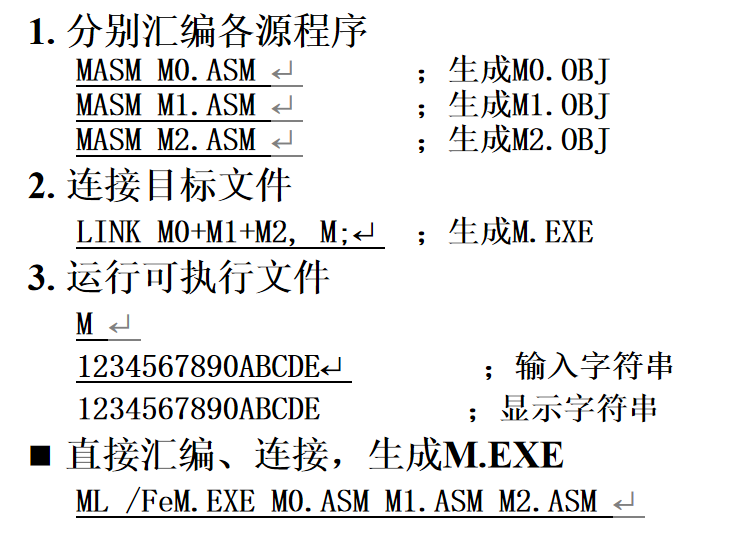 1. 分别汇编各源程序
MASM M0.ASM ↵ ；生成M0.OBJ
MASM M1.ASM ↵ ；生成M1.OBJ
MASM M2.ASM ↵ ；生成M2.OBJ
2. 连接目标文件
LINK M0+M1+M2, M;↵ ；生成M.EXE
3. 运行可执行文件
M ↵
1234567890ABCDE↵ ；输入字符串
1234567890ABCDE ；显示字符串
■ 直接汇编、连接，生成M.EXE
ML /FeM.EXE M0.ASM M1.ASM M2.ASM ↵